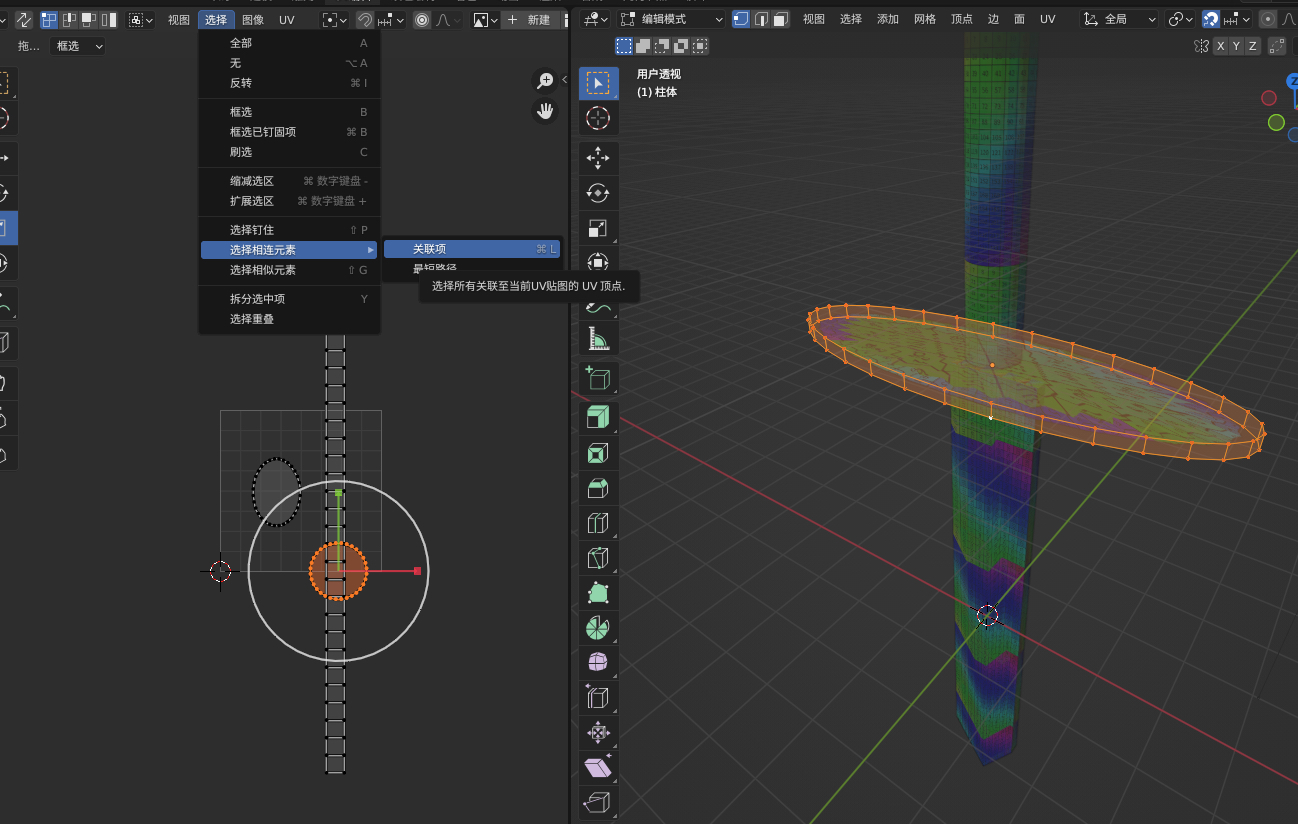 视图 选择 图像 UV 新建
拖... 框选
全部 A
无 ⌥ A
反转 ⌘ I
框选 B
框选已钉固项 ⌘ B
刷选 C
缩减选区 ⌘ 数字键盘 -
扩展选区 ⌘ 数字键盘 +
选择钉住 ⇧ P
选择相连元素
选择相似元素 ⇧ G
拆分选中项 Y
选择重叠
关联项 ⌘ L
最短路径
选择所有关联至当前UV贴图的 UV 顶点.
编辑模式 视图 选择 添加 网格 顶点 边 面 UV 全局
X Y Z
用户透视
(1) 柱体
Z